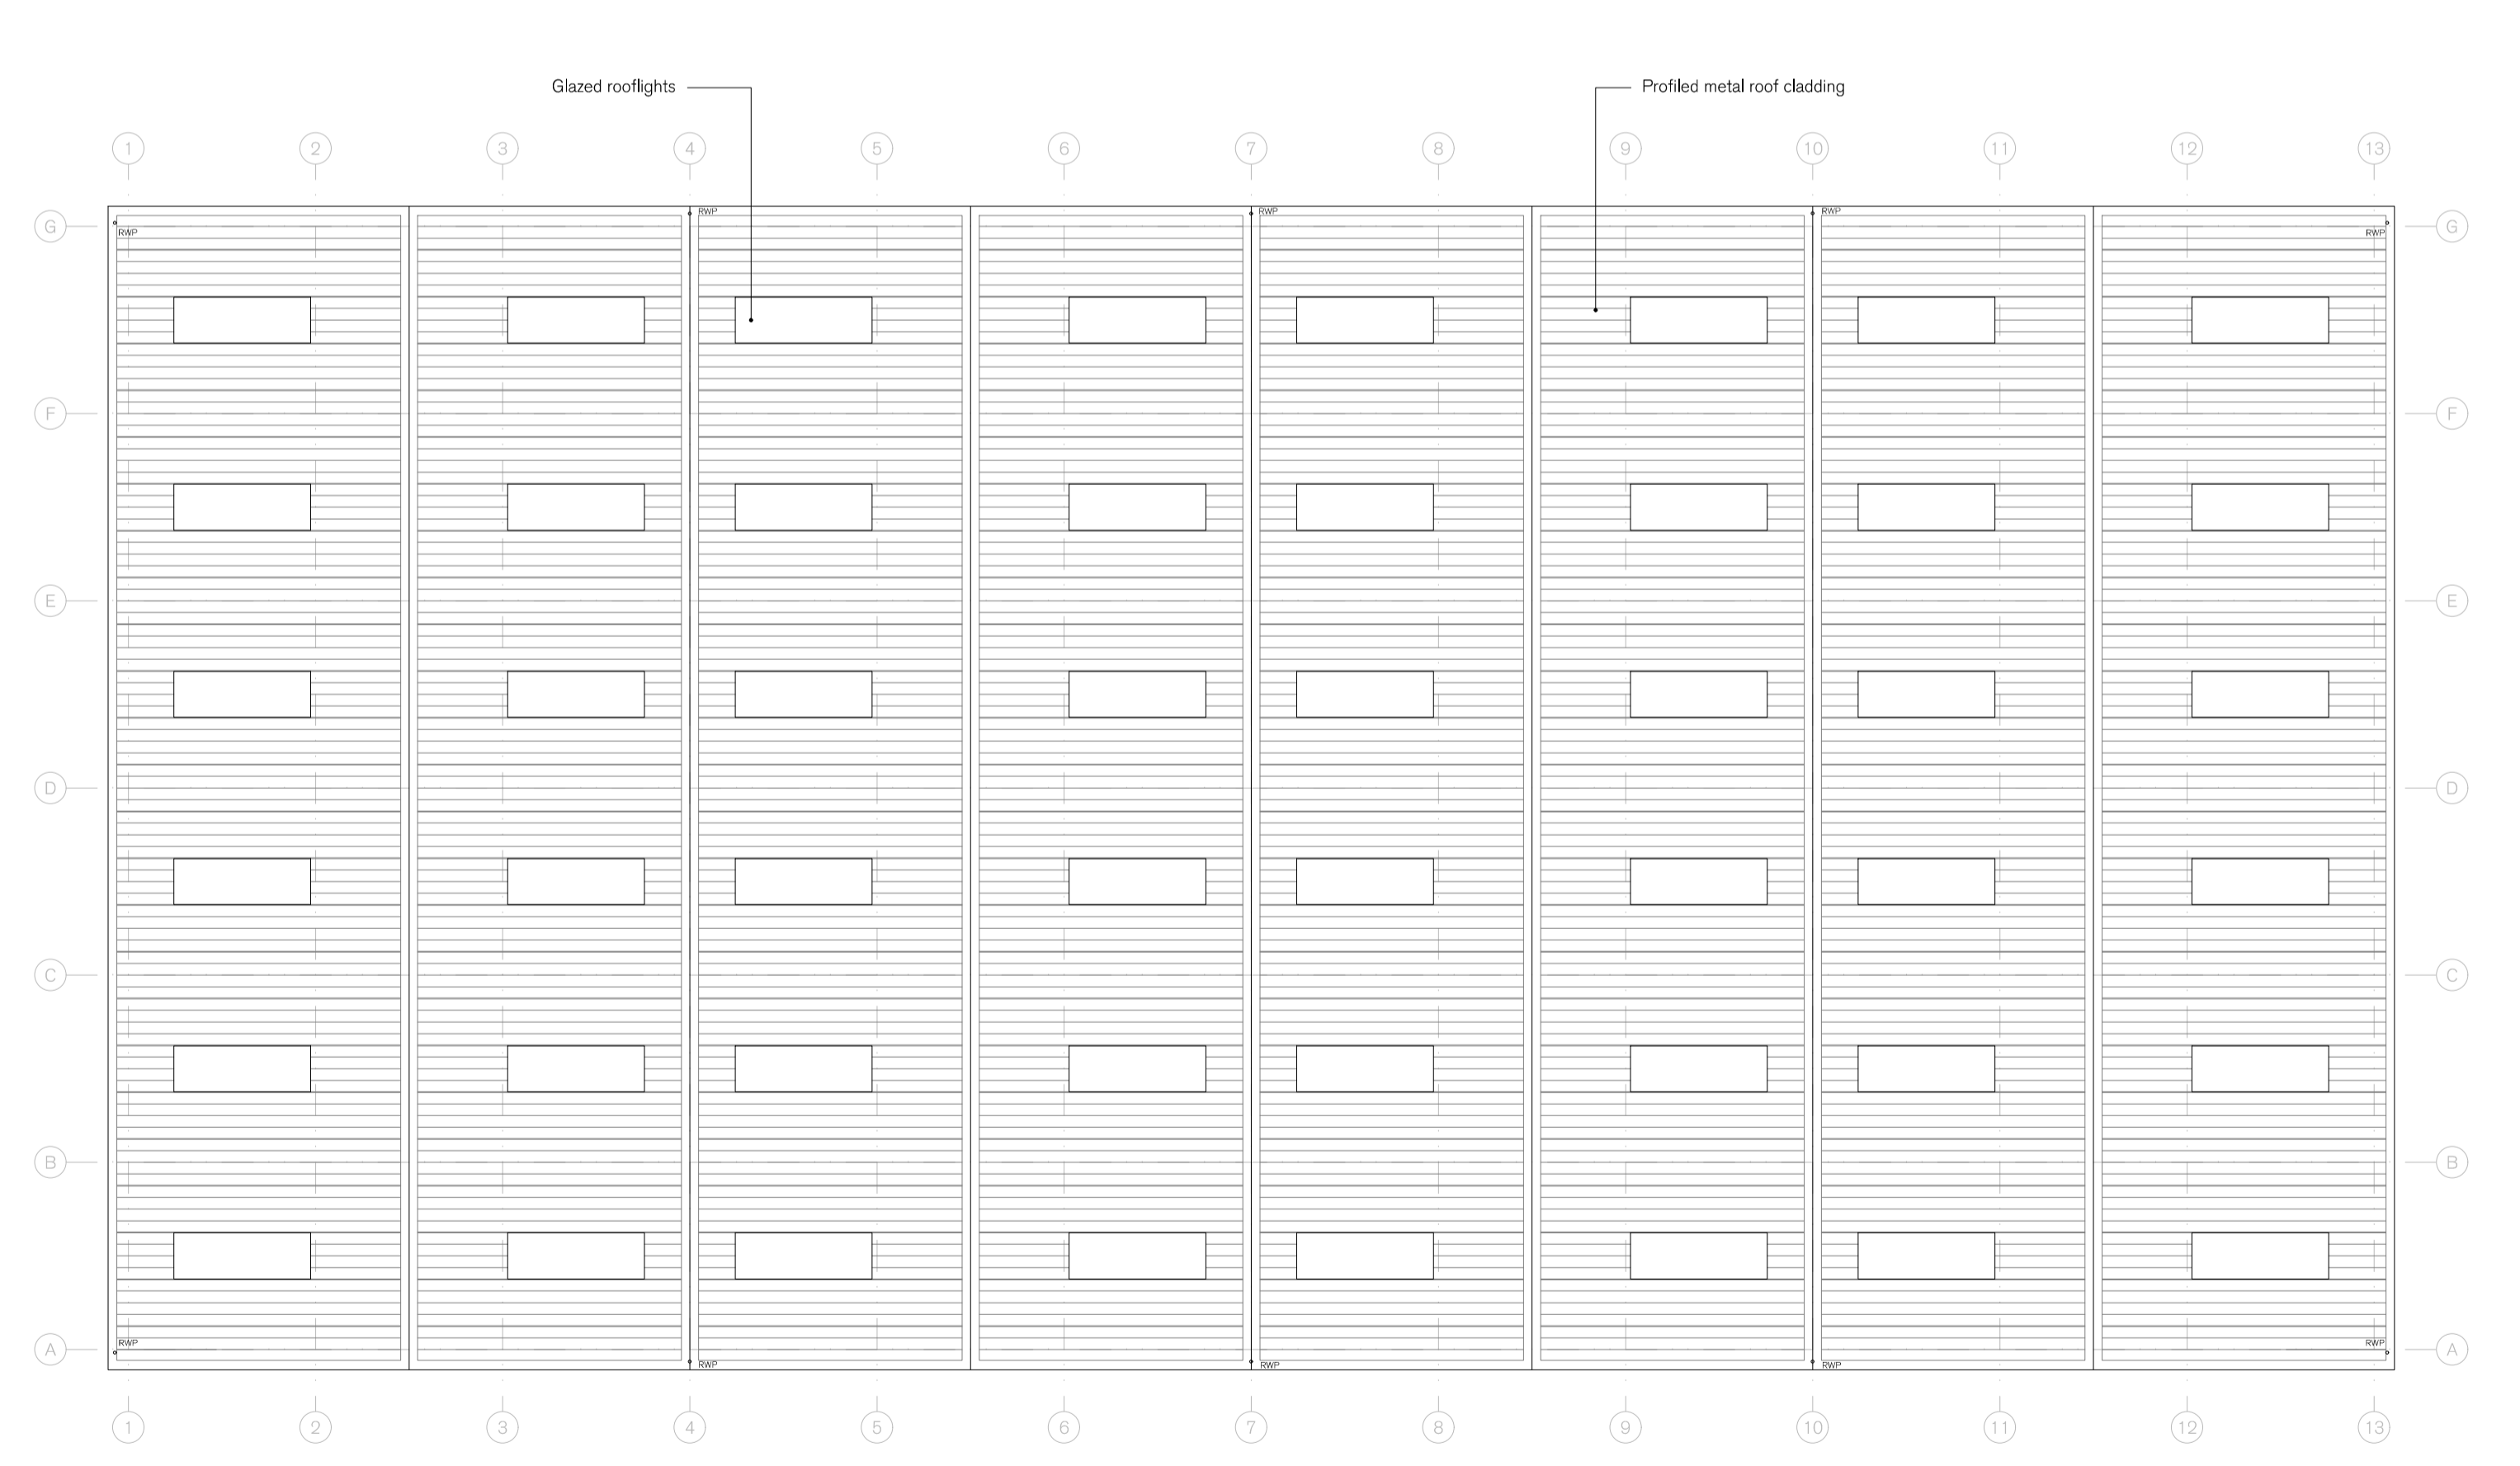 Glazed rooflights
Profiled metal roof cladding
1 2 3 4 5 6 7 8 9 10 11 12 13
RWP RWP RWP
G G
RWP RWP
F F
E E
D D
C C
B B
RWP RWP
A A
RWP RWP RWP
1 2 3 4 5 6 7 8 9 10 11 12 13